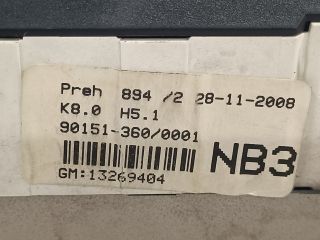 Preh 894 /2 28-11-2008
K8.0 H5.1
90151-360/0001
NB3
GM:13269404